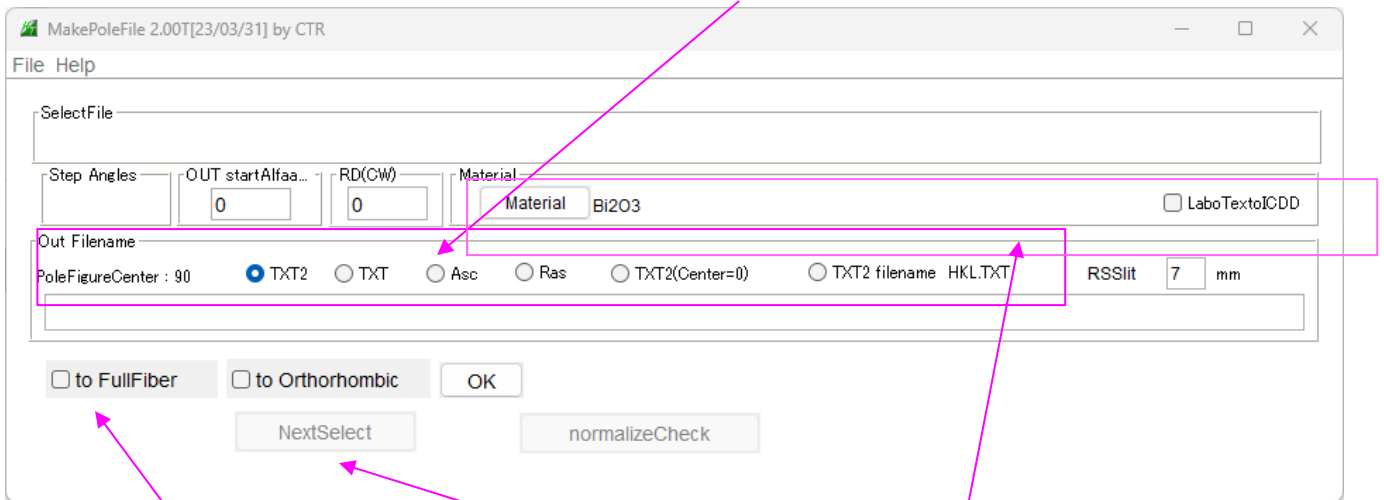 MakePoleFile 2.00T[23/03/31] by CTR
File Help
SelectFile
Step Angles OUT startAlfaa... RD(CW) Material
0 0 Material Bi2O3 LaboTextoICDD
Out Filename
PoleFigureCenter : 90 TXT2 TXT Asc Ras TXT2(Center=0) TXT2 filename HKL.TXT RSSlit 7 mm
to FullFiber to Orthorhombic OK
NextSelect normalizeCheck